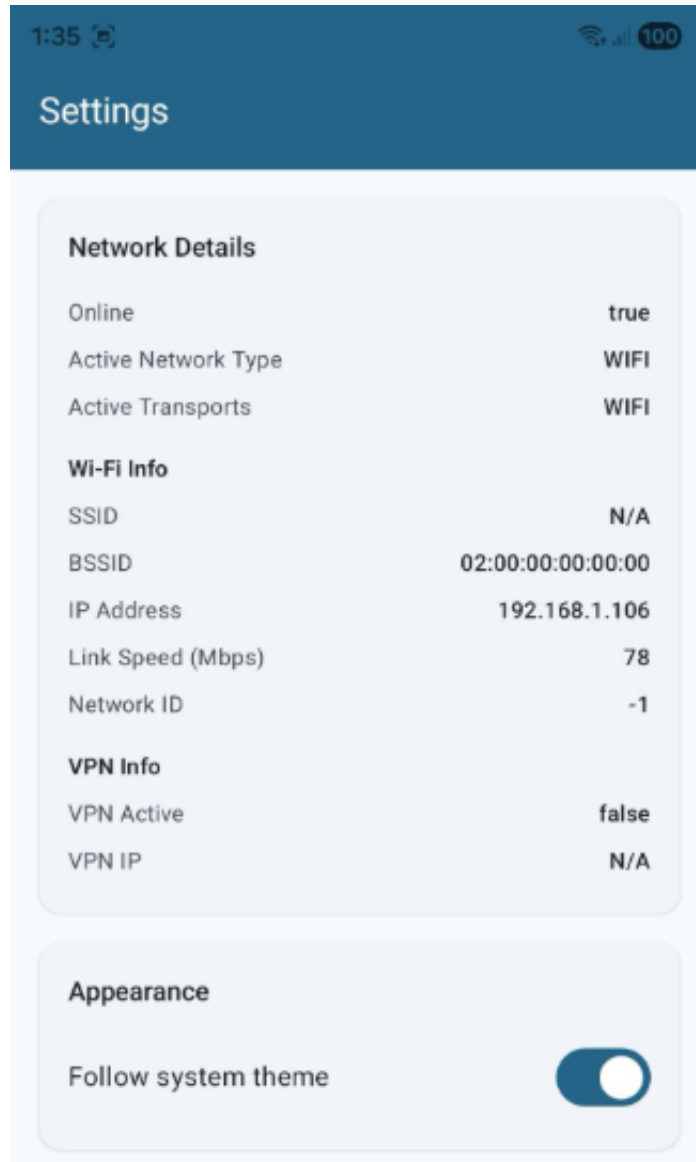 1:35 100
Settings
Network Details
Online true
Active Network Type WIFI
Active Transports WIFI
Wi-Fi Info
SSID N/A
BSSID 02:00:00:00:00:00
IP Address 192.168.1.106
Link Speed (Mbps) 78
Network ID -1
VPN Info
VPN Active false
VPN IP N/A
Appearance
Follow system theme